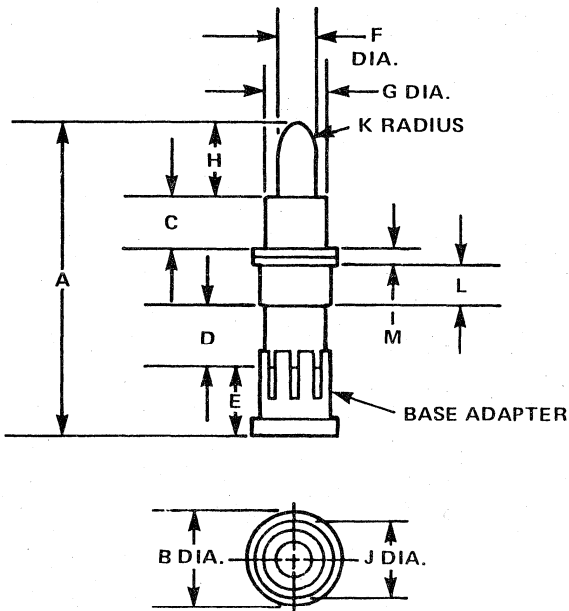 F
DIA.
G DIA.
K RADIUS
H
C
A
L
D
M
E
BASE ADAPTER
B DIA.
J DIA.